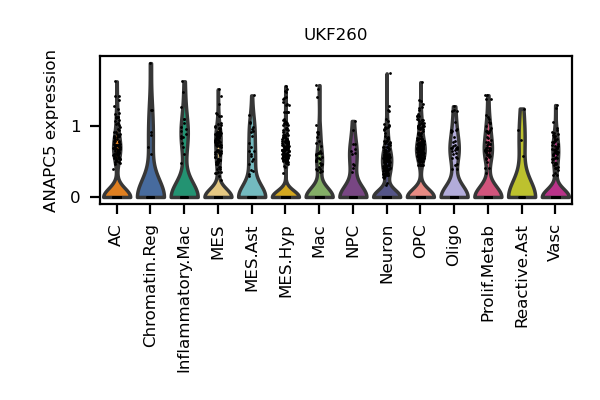 UKF260
ANAPC5 expression
1
0
AC
Chromatin.Reg
Inflammatory.Mac
MES
MES.Ast
MES.Hyp
Mac
NPC
Neuron
OPC
Oligo
Prolif.Metab
Reactive.Ast
Vasc